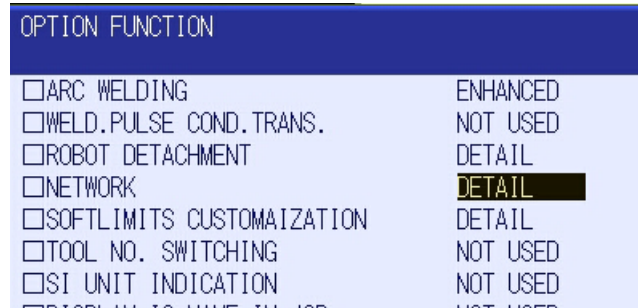 OPTION FUNCTION
□ARC WELDING ENHANCED
□WELD.PULSE COND.TRANS. NOT USED
□ROBOT DETACHMENT DETAIL
□NETWORK DETAIL
□SOFTLIMITS CUSTOMAIZATION DETAIL
□TOOL NO. SWITCHING NOT USED
□SI UNIT INDICATION NOT USED